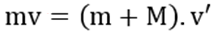 mv = (m + M). v′